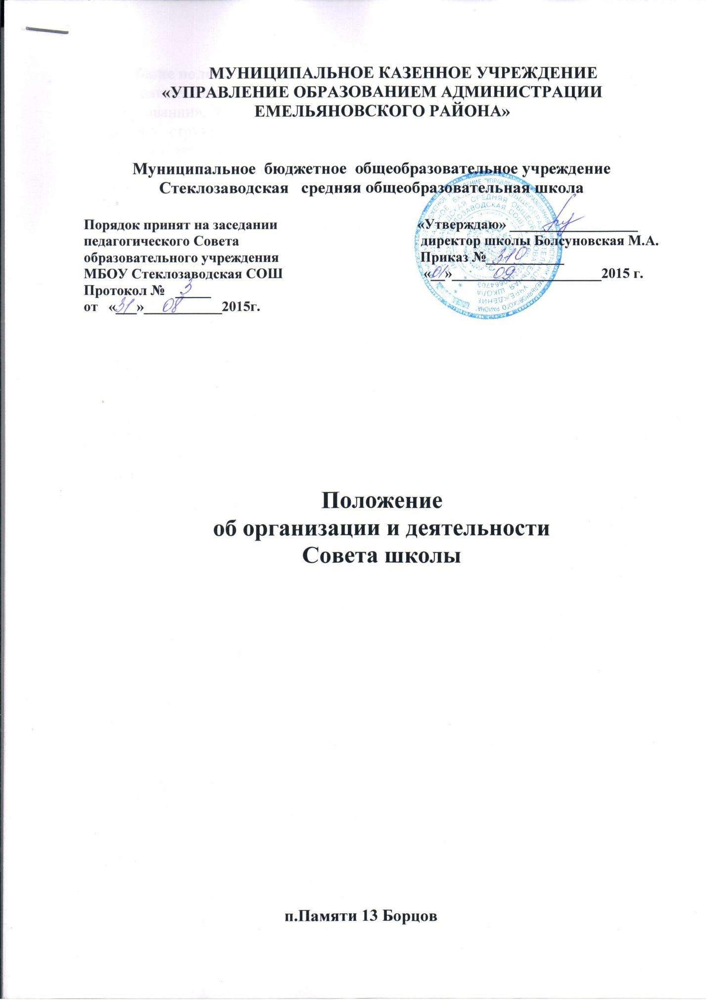 МУНИЦИПАЛЬНОЕ КАЗЕННОЕ УЧРЕЖДЕНИЕ
«УПРАВЛЕНИЕ ОБРАЗОВАНИЕМ АДМИНИСТРАЦИИ
ЕМЕЛЬЯНОВСКОГО РАЙОНА»
Муниципальное бюджетное общеобразовательное учреждение
Стеклозаводская средняя общеобразовательная школа
Порядок принят на заседании
педагогического Совета
образовательного учреждения
МБОУ Стеклозаводская СОШ
Протокол № 3
от «31» 08 2015г.
«Утверждаю»
директор школы Болсуновская М.А.
Приказ № 310
«01» 09 2015 г.
Положение
об организации и деятельности
Совета школы
п.Памяти 13 Борцов